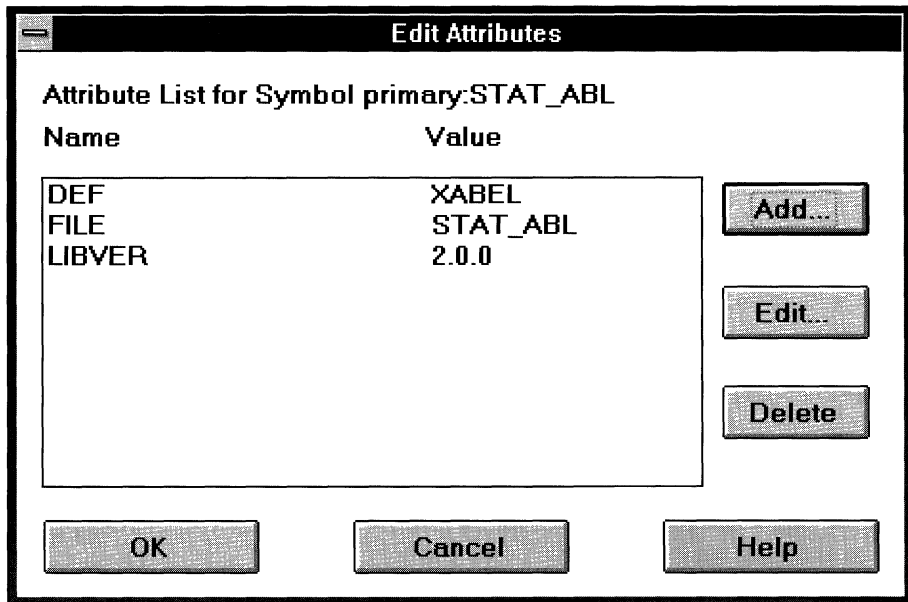 Edit Attributes
Attribute List for Symbol primary:STAT_ABL
Name Value
DEF XABEL
FILE STAT_ABL
LIBVER 2.0.0
Add...
Edit...
Delete
OK Cancel Help